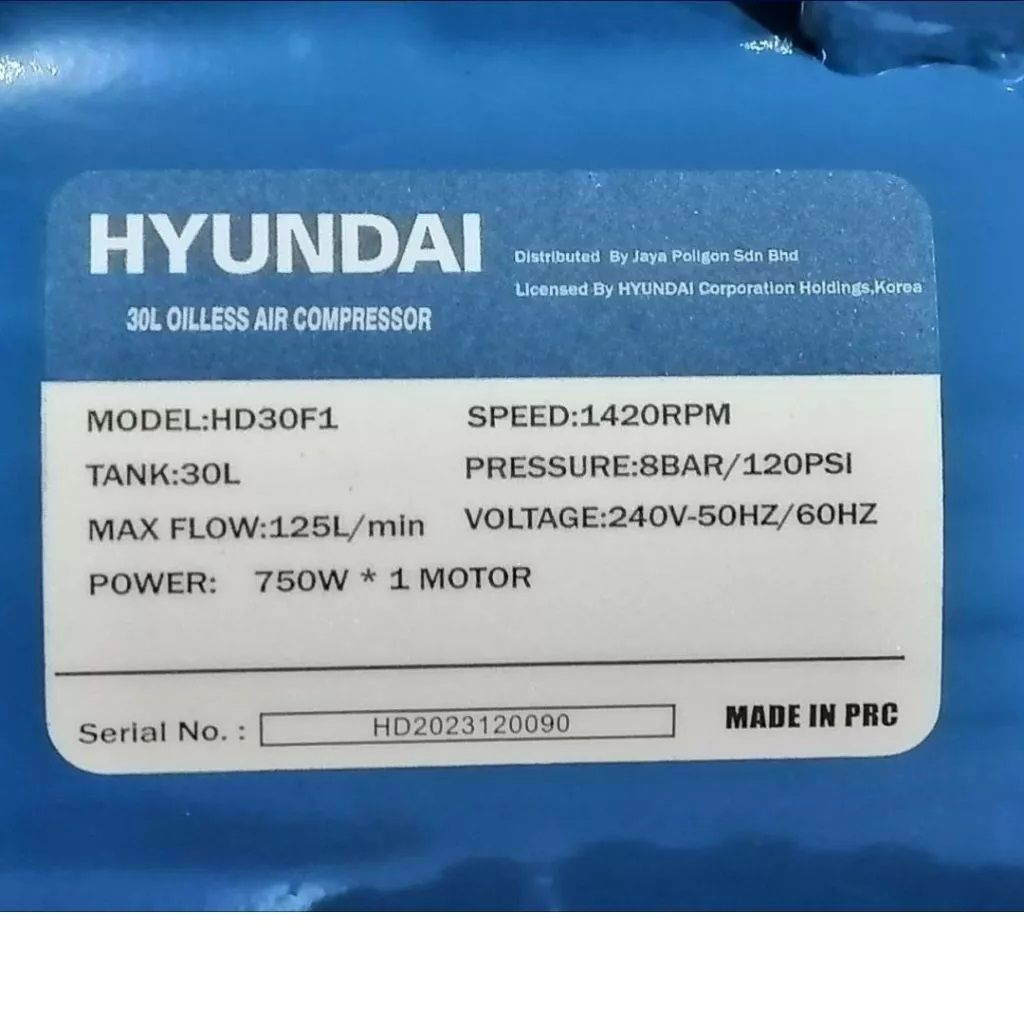 HYUNDAI
Distributed By Jaya Poligon Sdn Bhd
Licensed By HYUNDAI Corporation Holdings,Korea
30L OILLESS AIR COMPRESSOR
MODEL:HD30F1
SPEED:1420RPM
TANK:30L
PRESSURE:8BAR/120PSI
MAX FLOW:125L/min
VOLTAGE:240V-50HZ/60HZ
POWER: 750W * 1 MOTOR
Serial No. : HD2023120090
MADE IN PRC